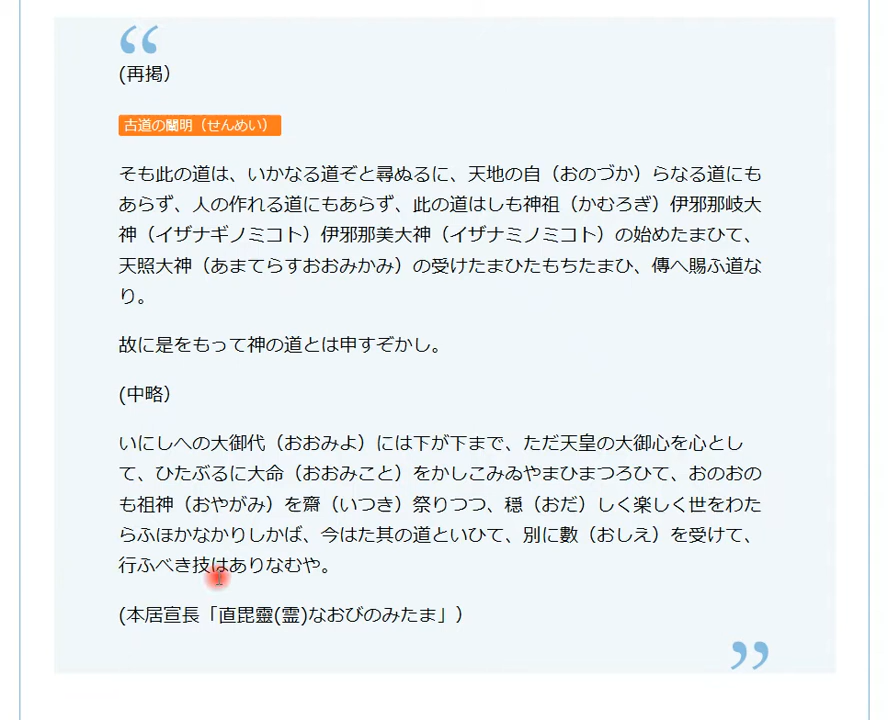 “
(再掲）
古道の闡明（せんめい）
そも此の道は、いかなる道ぞと尋ぬるに、天地の自（おのづか）らなる道にも
あらず、人の作れる道にもあらず、此の道はしも神祖（かむろぎ）伊邪那岐大
神（イザナギノミコト）伊邪那美大神（イザナミノミコト）の始めたまひて、
天照大神（あまてらすおおみかみ）の受けたまひたもちたまひ、傳へ賜ふ道な
り。
故に是をもって神の道とは申すぞかし。
(中略）
いにしへの大御代（おおみよ）には下が下まで、ただ天皇の大御心を心とし
て、ひたぶるに大命（おおみこと）をかしこみゐやまひまつろひて、おのおの
も祖神（おやがみ）を齋（いつき）祭りつつ、穏（おだ）しく楽しく世をわた
らふほかなかりしかば、今はた其の道といひて、別に數（おしえ）を受けて、
行ふべき技はありなむや。
(本居宣長「直毘靈(霊)なおびのみたま」）
”